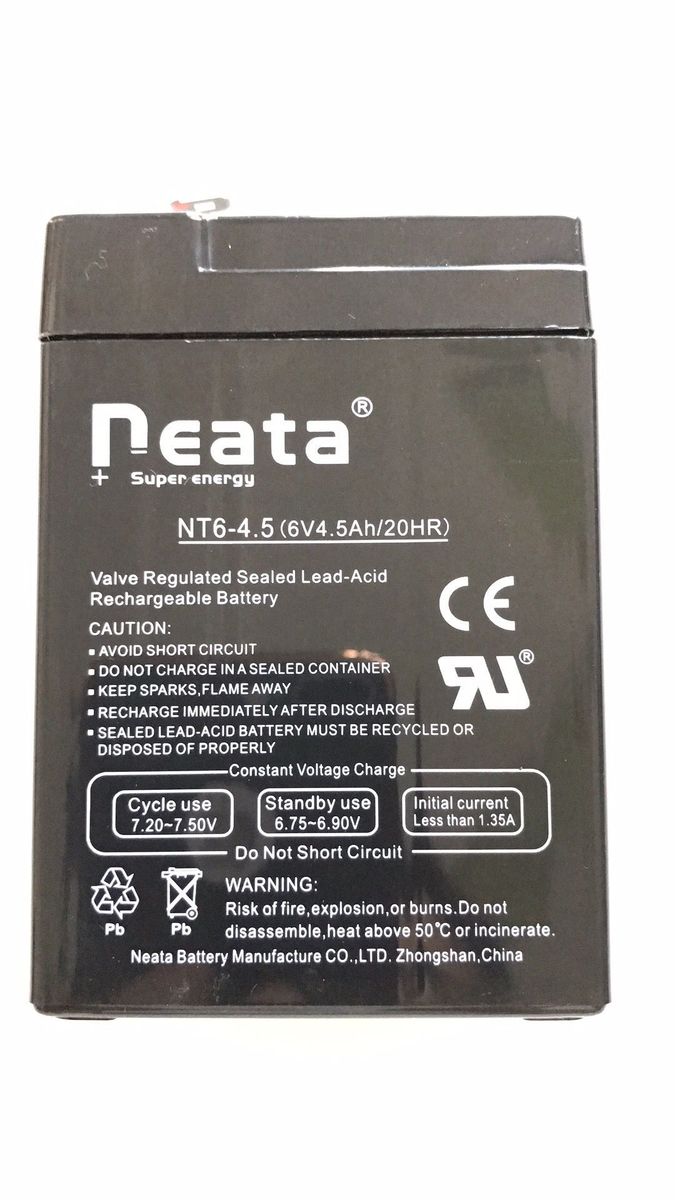 neata®
+ Super energy
NT6-4.5 (6V4.5Ah/20HR)
Valve Regulated Sealed Lead-Acid
Rechargeable Battery
CAUTION:
▪ AVOID SHORT CIRCUIT
▪ DO NOT CHARGE IN A SEALED CONTAINER
▪ KEEP SPARKS,FLAME AWAY
▪ RECHARGE IMMEDIATELY AFTER DISCHARGE
▪ SEALED LEAD-ACID BATTERY MUST BE RECYCLED OR
DISPOSED OF PROPERLY
CE
RU®
Constant Voltage Charge
Cycle use
7.20~7.50V
Standby use
6.75~6.90V
Initial current
Less than 1.35A
Do Not Short Circuit
Pb
Pb
WARNING:
Risk of fire,explosion,or burns.Do not
disassemble,heat above 50℃ or incinerate.
Neata Battery Manufacture CO.,LTD. Zhongshan,China